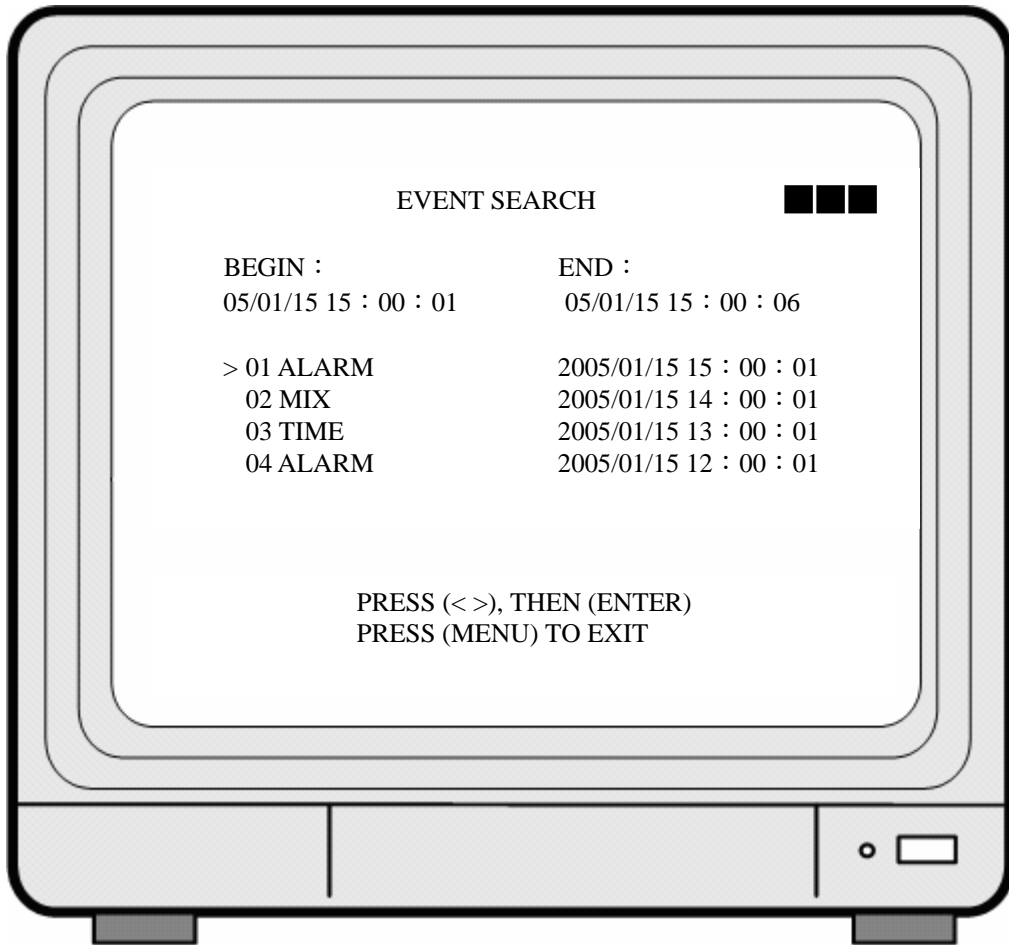 EVENT SEARCH
BEGIN： END：
05/01/15 15：00：01 05/01/15 15：00：06
> 01 ALARM 2005/01/15 15：00：01
02 MIX 2005/01/15 14：00：01
03 TIME 2005/01/15 13：00：01
04 ALARM 2005/01/15 12：00：01
PRESS (< >), THEN (ENTER)
PRESS (MENU) TO EXIT